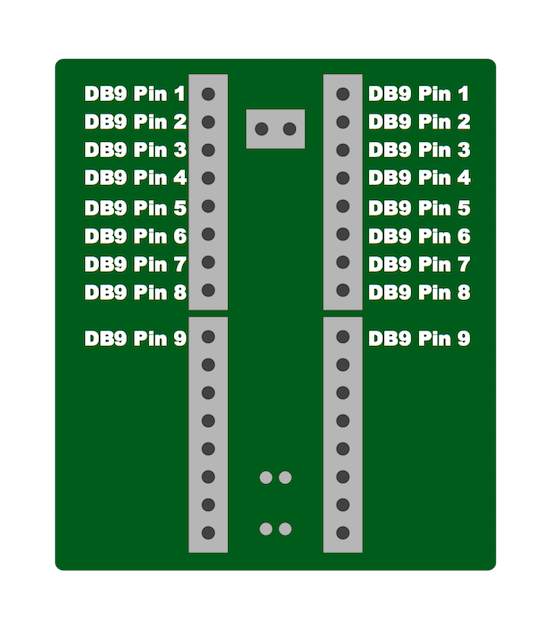 DB9 Pin 1 DB9 Pin 1
DB9 Pin 2 DB9 Pin 2
DB9 Pin 3 DB9 Pin 3
DB9 Pin 4 DB9 Pin 4
DB9 Pin 5 DB9 Pin 5
DB9 Pin 6 DB9 Pin 6
DB9 Pin 7 DB9 Pin 7
DB9 Pin 8 DB9 Pin 8
DB9 Pin 9 DB9 Pin 9